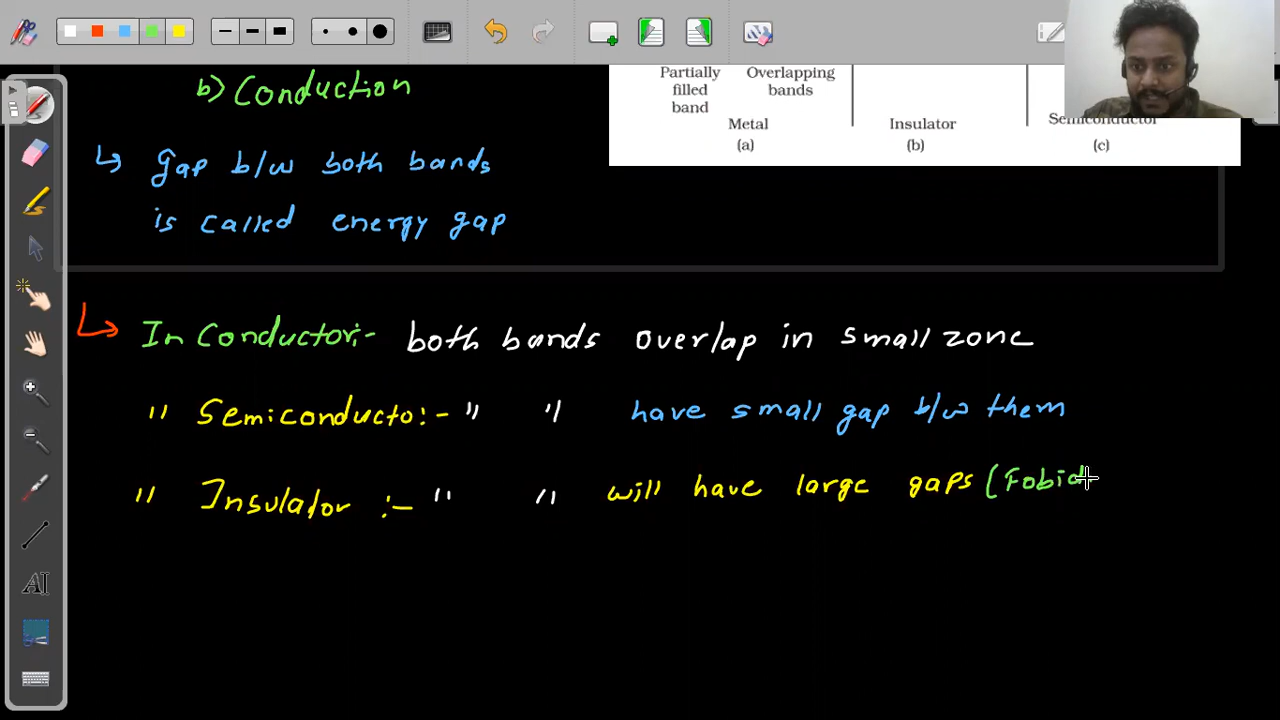 b) Conduction
↳ Gap b/w both bands
is called energy gap
Partially
filled
band
Overlapping
bands
Metal
(a)
Insulator
(b)
Semiconductor
(c)
↳ In Conductor:- both bands overlap in small zone
" Semiconducto:- " " have small gap b/w them
" Insulator :- " " will have large gaps (Fobid
AI